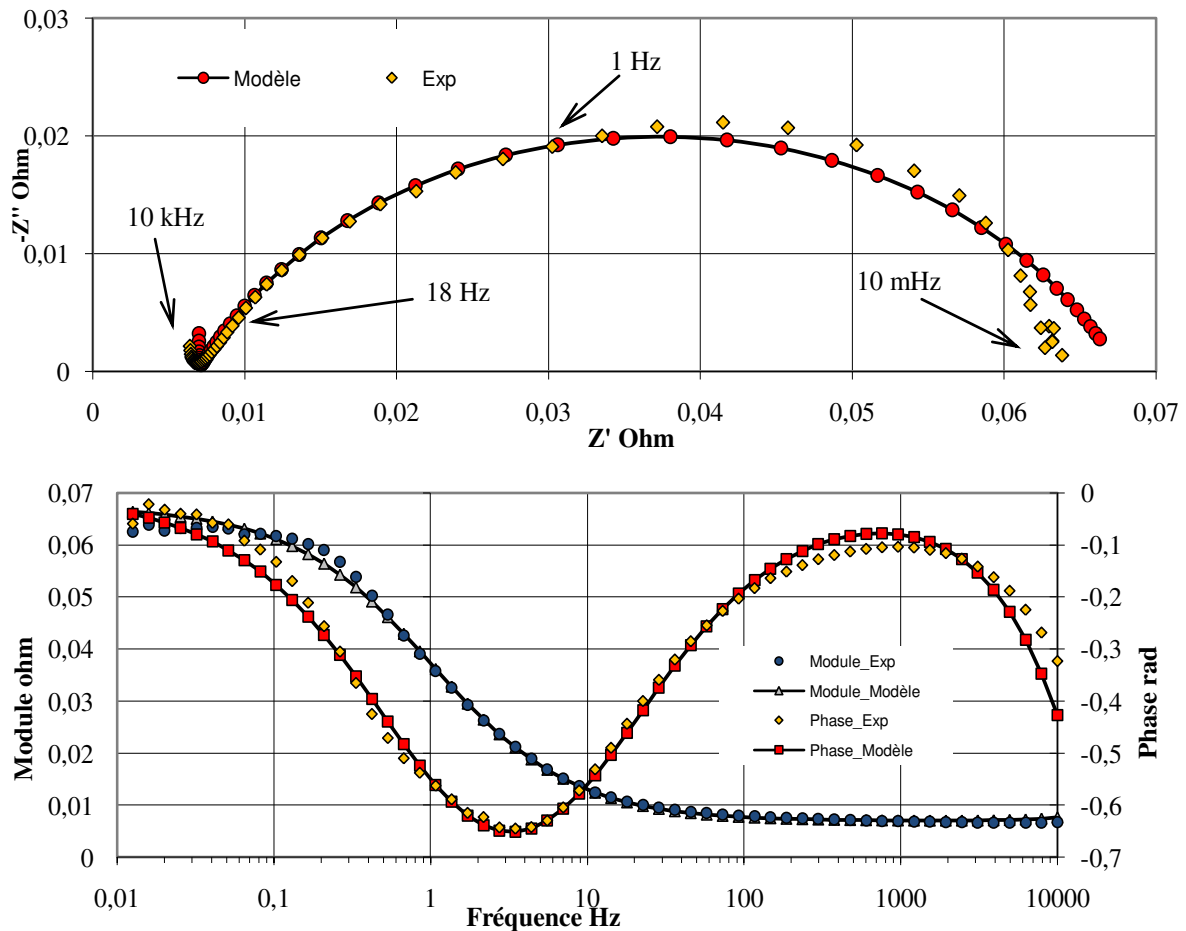 0,03
Modèle
Exp
1 Hz
0,02
-Z'' Ohm
10 kHz
0,01
18 Hz
10 mHz
0
0
0,01
0,02
0,03
0,04
0,05
0,06
0,07
Z' Ohm
0,07
0
0,06
-0,1
0,05
-0,2
0,04
-0,3
0,03
-0,4
0,02
-0,5
0,01
-0,6
0
-0,7
Module ohm
Module_Exp
Module_Modèle
Phase_Exp
Phase_Modèle
Phase rad
0,01
0,1
1
10
100
1000
10000
Fréquence Hz